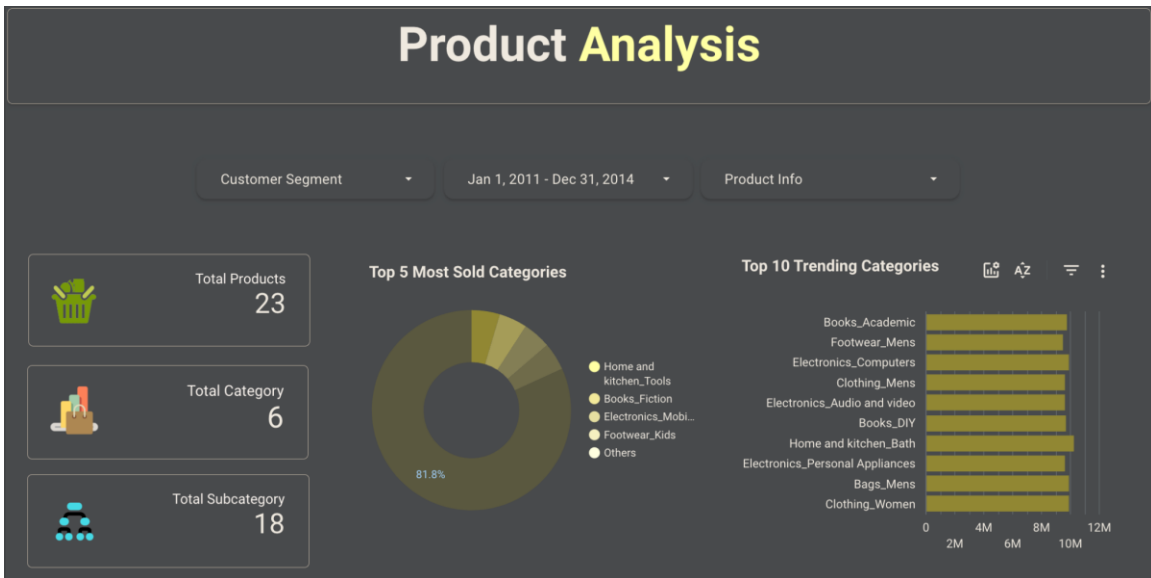 Product Analysis
Customer Segment
Jan 1, 2011 - Dec 31, 2014
Product Info
Total Products
23
Total Category
6
Total Subcategory
18
Top 5 Most Sold Categories
81.8%
Home and
kitchen_Tools
Books_Fiction
Electronics_Mobi...
Footwear_Kids
Others
Top 10 Trending Categories
AZ
Books_Academic
Footwear_Mens
Electronics_Computers
Clothing_Mens
Electronics_Audio and video
Books_DIY
Home and kitchen_Bath
Electronics_Personal Appliances
Bags_Mens
Clothing_Women
0 4M 8M 12M
2M 6M 10M